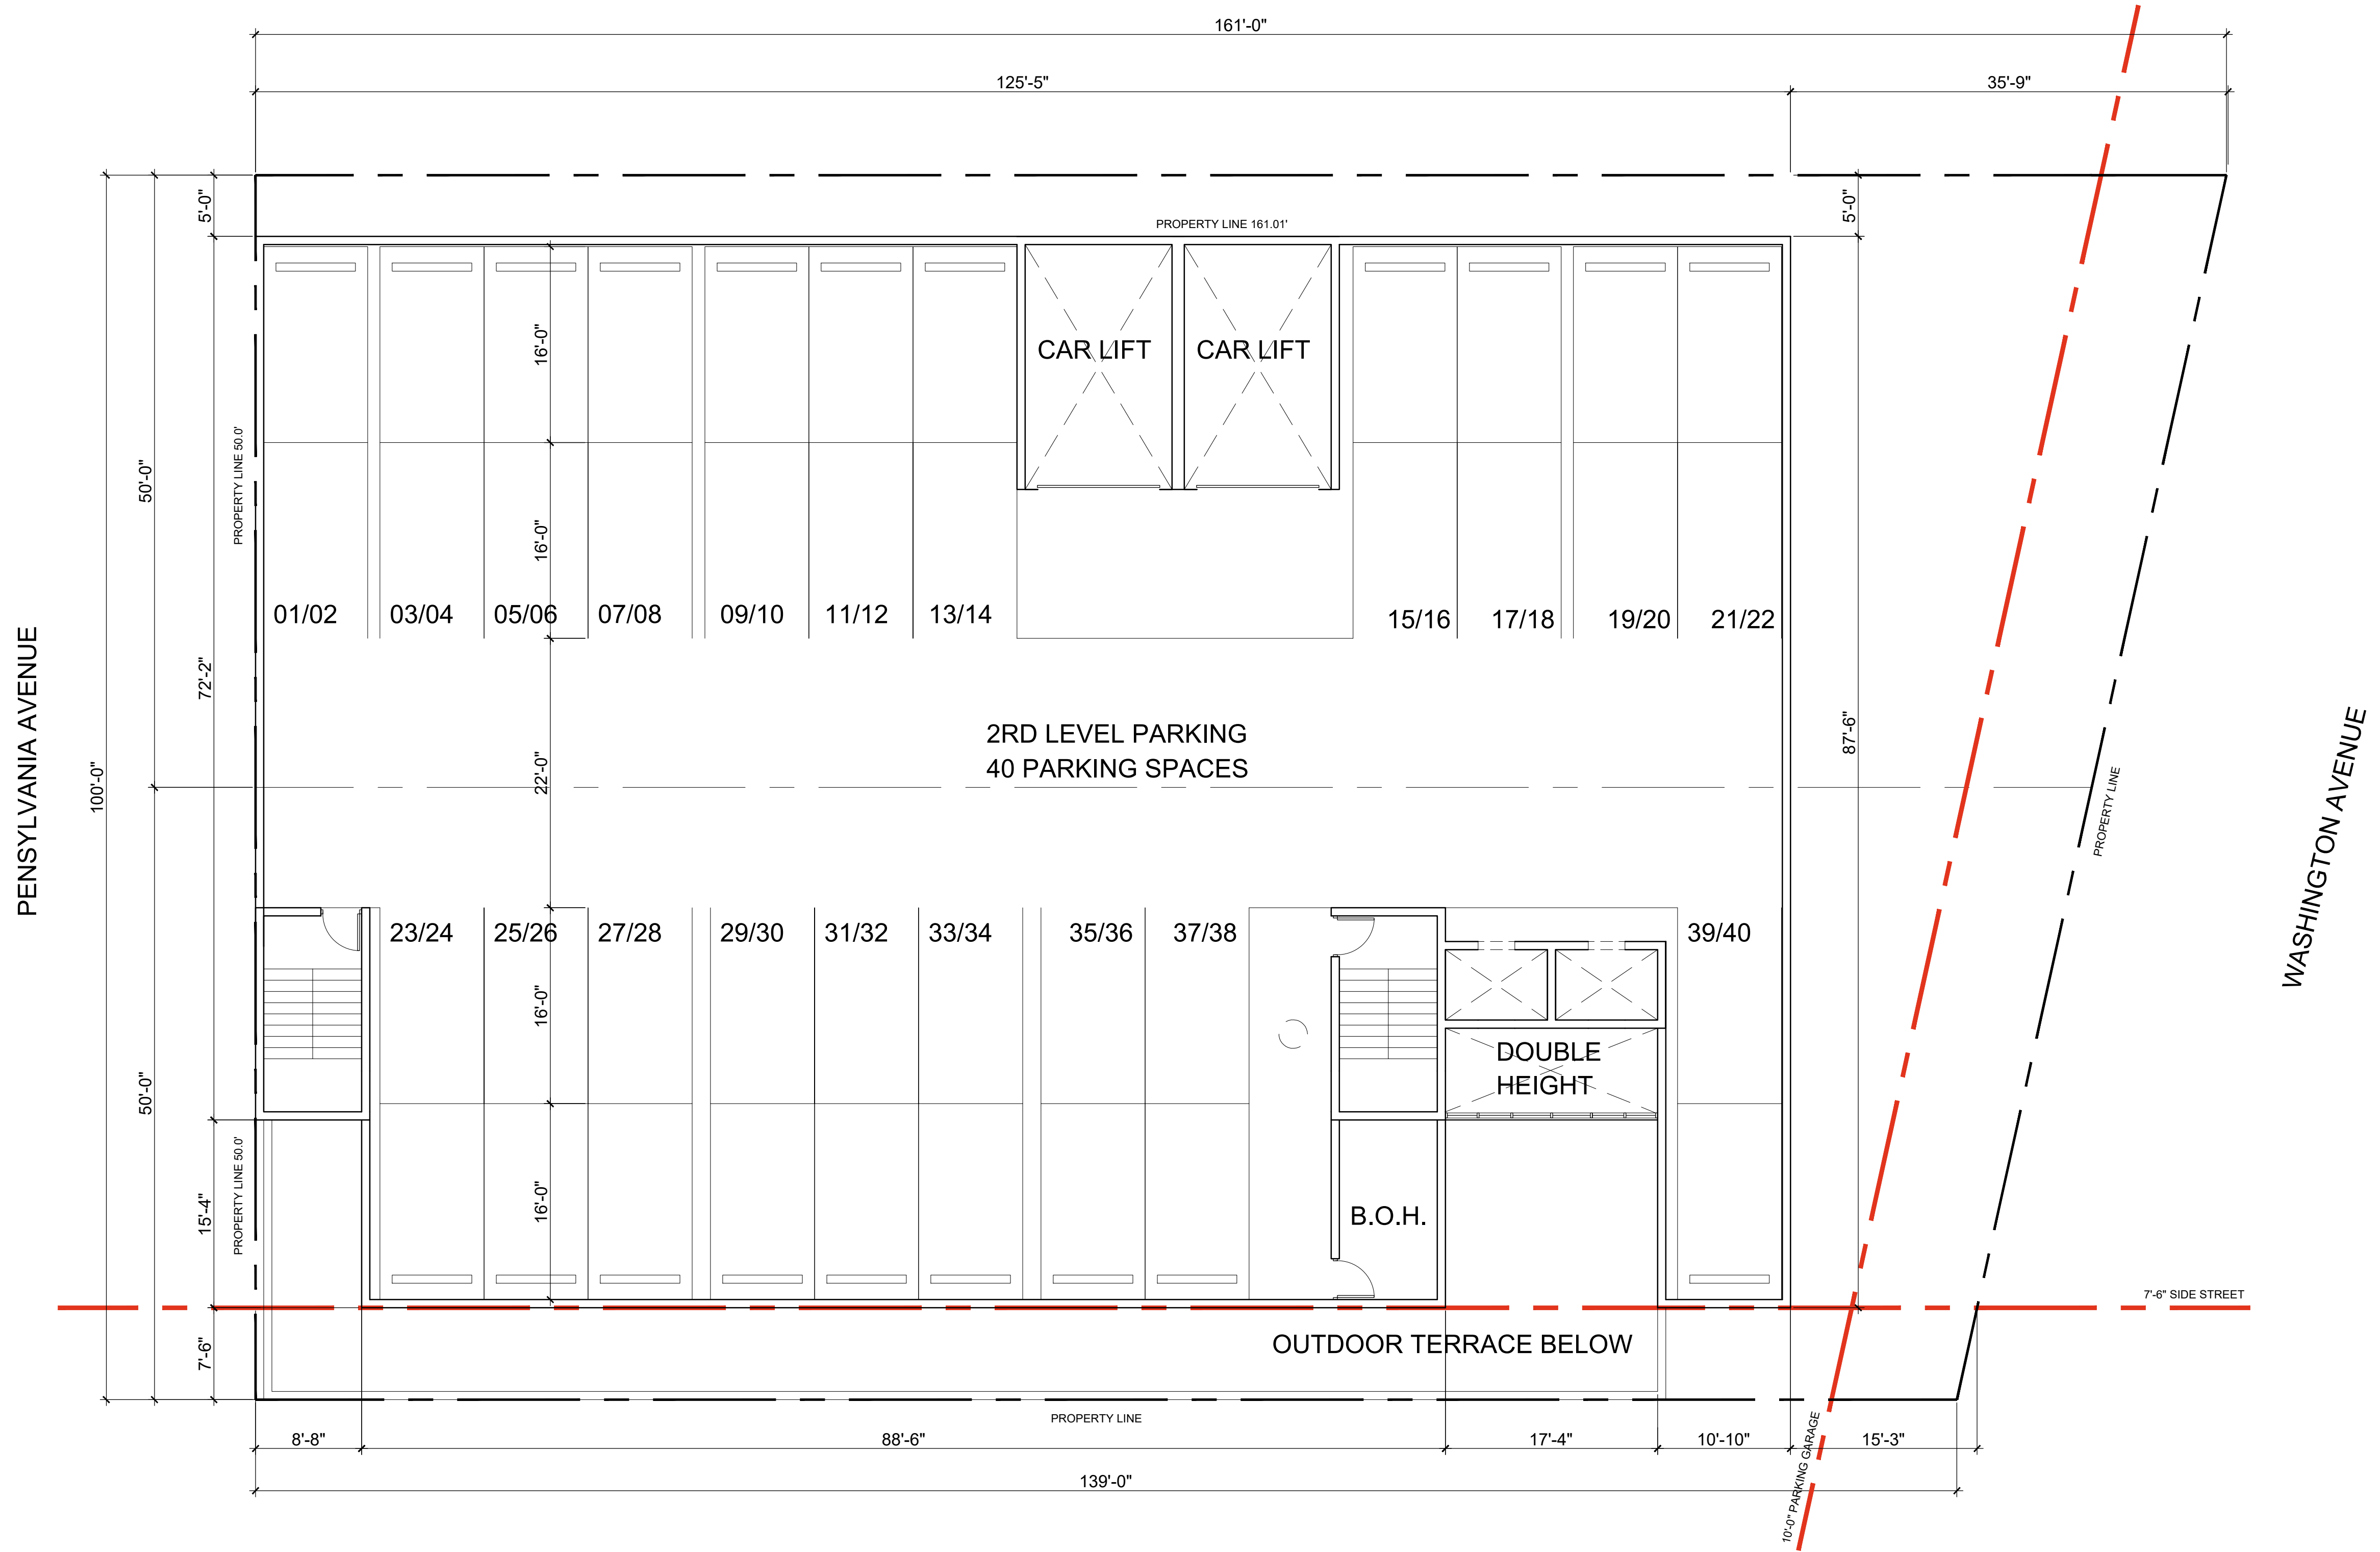 161'-0"
125'-5"
35'-9"
5'-0"
5'-0"
PROPERTY LINE 161.01'
CAR LIFT
CAR LIFT
16'-0"
PROPERTY LINE 50.0'
50'-0"
16'-0"
01/02
03/04
05/06
07/08
09/10
11/12
13/14
15/16
17/18
19/20
21/22
PENSYLVANIA AVENUE
72'-2"
100'-0"
2RD LEVEL PARKING
40 PARKING SPACES
22'-0"
87'-6"
PROPERTY LINE
WASHINGTON AVENUE
23/24
25/26
27/28
29/30
31/32
33/34
35/36
37/38
39/40
16'-0"
DOUBLE
HEIGHT
50'-0"
PROPERTY LINE 50.0'
15'-4"
16'-0"
B.O.H.
7'-6" SIDE STREET
7'-6"
OUTDOOR TERRACE BELOW
PROPERTY LINE
10'-0" PARKING GARAGE
8'-8"
88'-6"
17'-4"
10'-10"
15'-3"
139'-0"